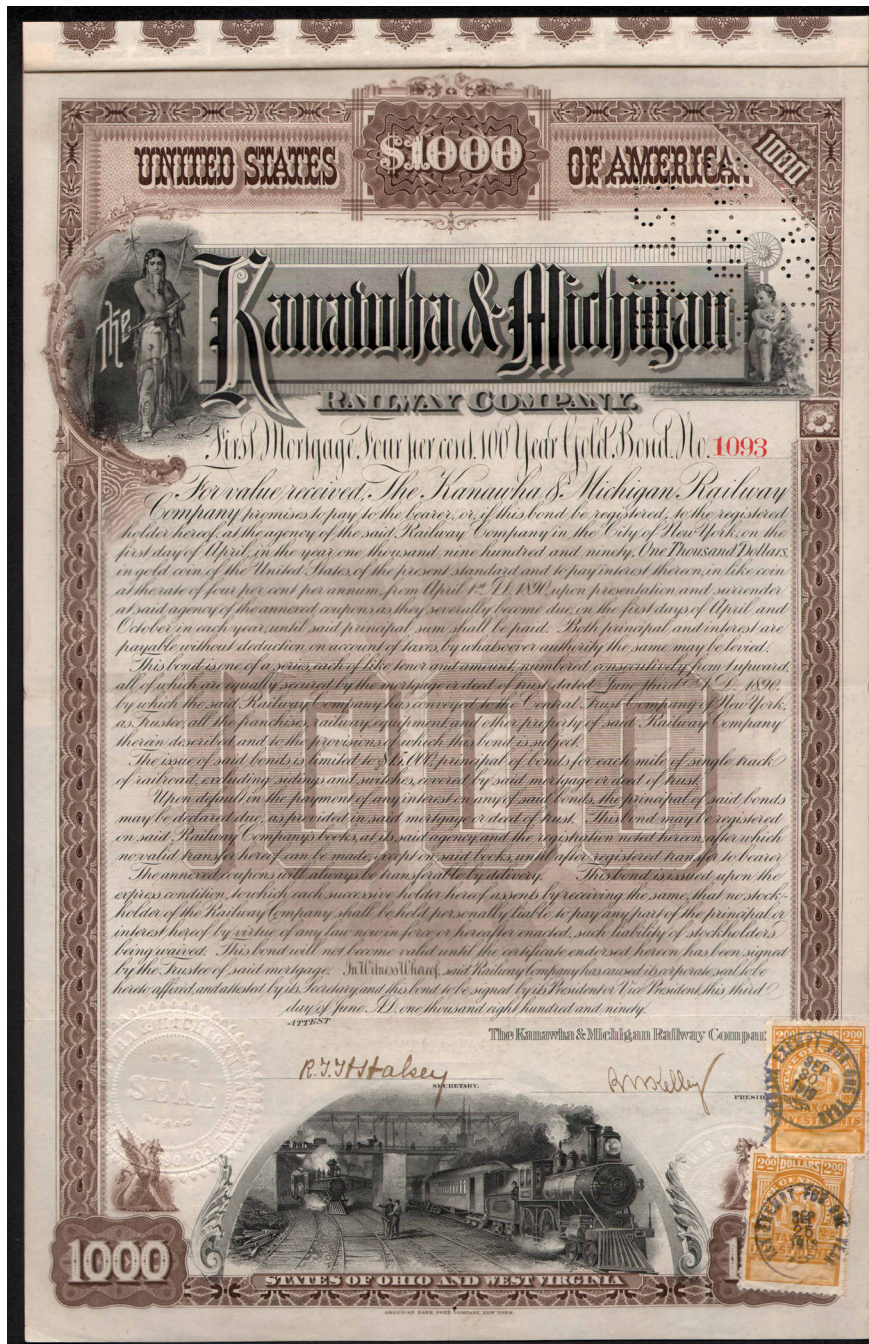 UNITED STATES $1000 OF AMERICA. 1000
The Kanawha & Michigan
RAILWAY COMPANY.
First Mortgage Four per cent. 100 Year Gold Bond. No. 1093
For value received, The Kanawha & Michigan Railway
Company promises to pay to the bearer, or, if this bond be registered, to the registered
holder hereof, at the agency of the said Railway Company in the City of New York, on the
first day of April, in the year one thousand nine hundred and ninety, One Thousand Dollars,
in gold coin of the United States, of the present standard and to pay interest thereon, in like coin
at the rate of four per cent per annum, from April 1st A.D. 1890, upon presentation and surrender
at said agency of the annexed coupons as they severally become due, on the first days of April and
October in each year, until said principal sum shall be paid. Both principal and interest are
payable without deduction on account of taxes, by whatsoever authority the same may be levied.
This bond is one of a series, each of like tenor and amount, numbered consecutively from 1 upward,
all of which are equally secured by the mortgage or deed of trust, dated June third A.D. 1890,
by which the said Railway Company has conveyed to the Central Trust Company of New York,
as Trustee, all the franchises, railway, equipment, and other property of said Railway Company
therein described and to the provisions of which this bond is subject.
The issue of said bonds is limited to $15,000, principal of bonds for each mile of single track
of railroad, excluding sidings and switches, covered by said mortgage or deed of trust.
Upon default in the payment of any interest on any of said bonds, the principal of said bonds
may be declared due, as provided in said mortgage or deed of trust. This bond may be registered
on said Railway Company's books, at its said agency, and the registration noted hereon, after which
no valid transfer hereof can be made, except on said books, until after registered transfer to bearer
The annexed coupons will always be transferable by delivery. This bond is issued upon the
express condition, to which each successive holder hereof assents by receiving the same, that no stock-
holder of the Railway Company shall be held personally liable to pay any part of the principal or
interest hereof by virtue of any law now in force or hereafter enacted, such liability of stockholders
being waived. This bond will not become valid until the certificate endorsed hereon has been signed
by the Trustee of said mortgage. In Witness Whereof, said Railway Company has caused its corporate seal to be
hereto affixed, and attested by its Secretary and this bond to be signed by its President or Vice President, this third
day of June, A.D. one thousand eight hundred and ninety.
ATTEST
The Kanawha & Michigan Railway Compan
R.T.H. Halsey
SECRETARY.
PRESID
SEAL
200 DOLLARS 200
EXEMPT FOR ONE YEAR
SEP
20
200 DOLLARS 200
EXEMPT FOR ONE YEAR
SEP
25
1000
STATES OF OHIO AND WEST VIRGINIA
AMERICAN BANK NOTE COMPANY, NEW YORK.